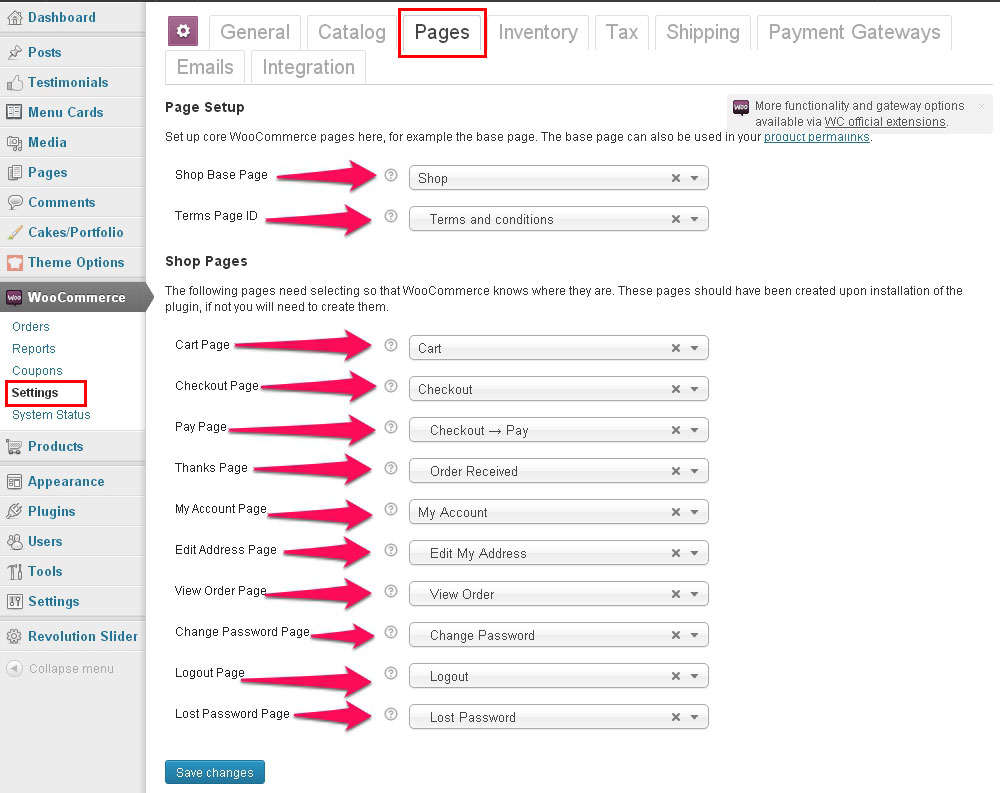 Dashboard
Posts
Testimonials
Menu Cards
Media
Pages
Comments
Cakes/Portfolio
Theme Options
woo WooCommerce
Orders
Reports
Coupons
Settings
System Status
Products
Appearance
Plugins
Users
Tools
Settings
Revolution Slider
Collapse menu
General Catalog Pages Inventory Tax Shipping Payment Gateways
Emails Integration
Page Setup
woo More functionality and gateway options ×
available via WC official extensions.
Set up core WooCommerce pages here, for example the base page. The base page can also be used in your product permalinks.
Shop Base Page ? Shop ×
Terms Page ID ? Terms and conditions ×
Shop Pages
The following pages need selecting so that WooCommerce knows where they are. These pages should have been created upon installation of the
plugin, if not you will need to create them.
Cart Page ? Cart ×
Checkout Page ? Checkout ×
Pay Page ? Checkout → Pay ×
Thanks Page ? Order Received ×
My Account Page ? My Account ×
Edit Address Page ? Edit My Address ×
View Order Page ? View Order ×
Change Password Page ? Change Password ×
Logout Page ? Logout ×
Lost Password Page ? Lost Password ×
Save changes